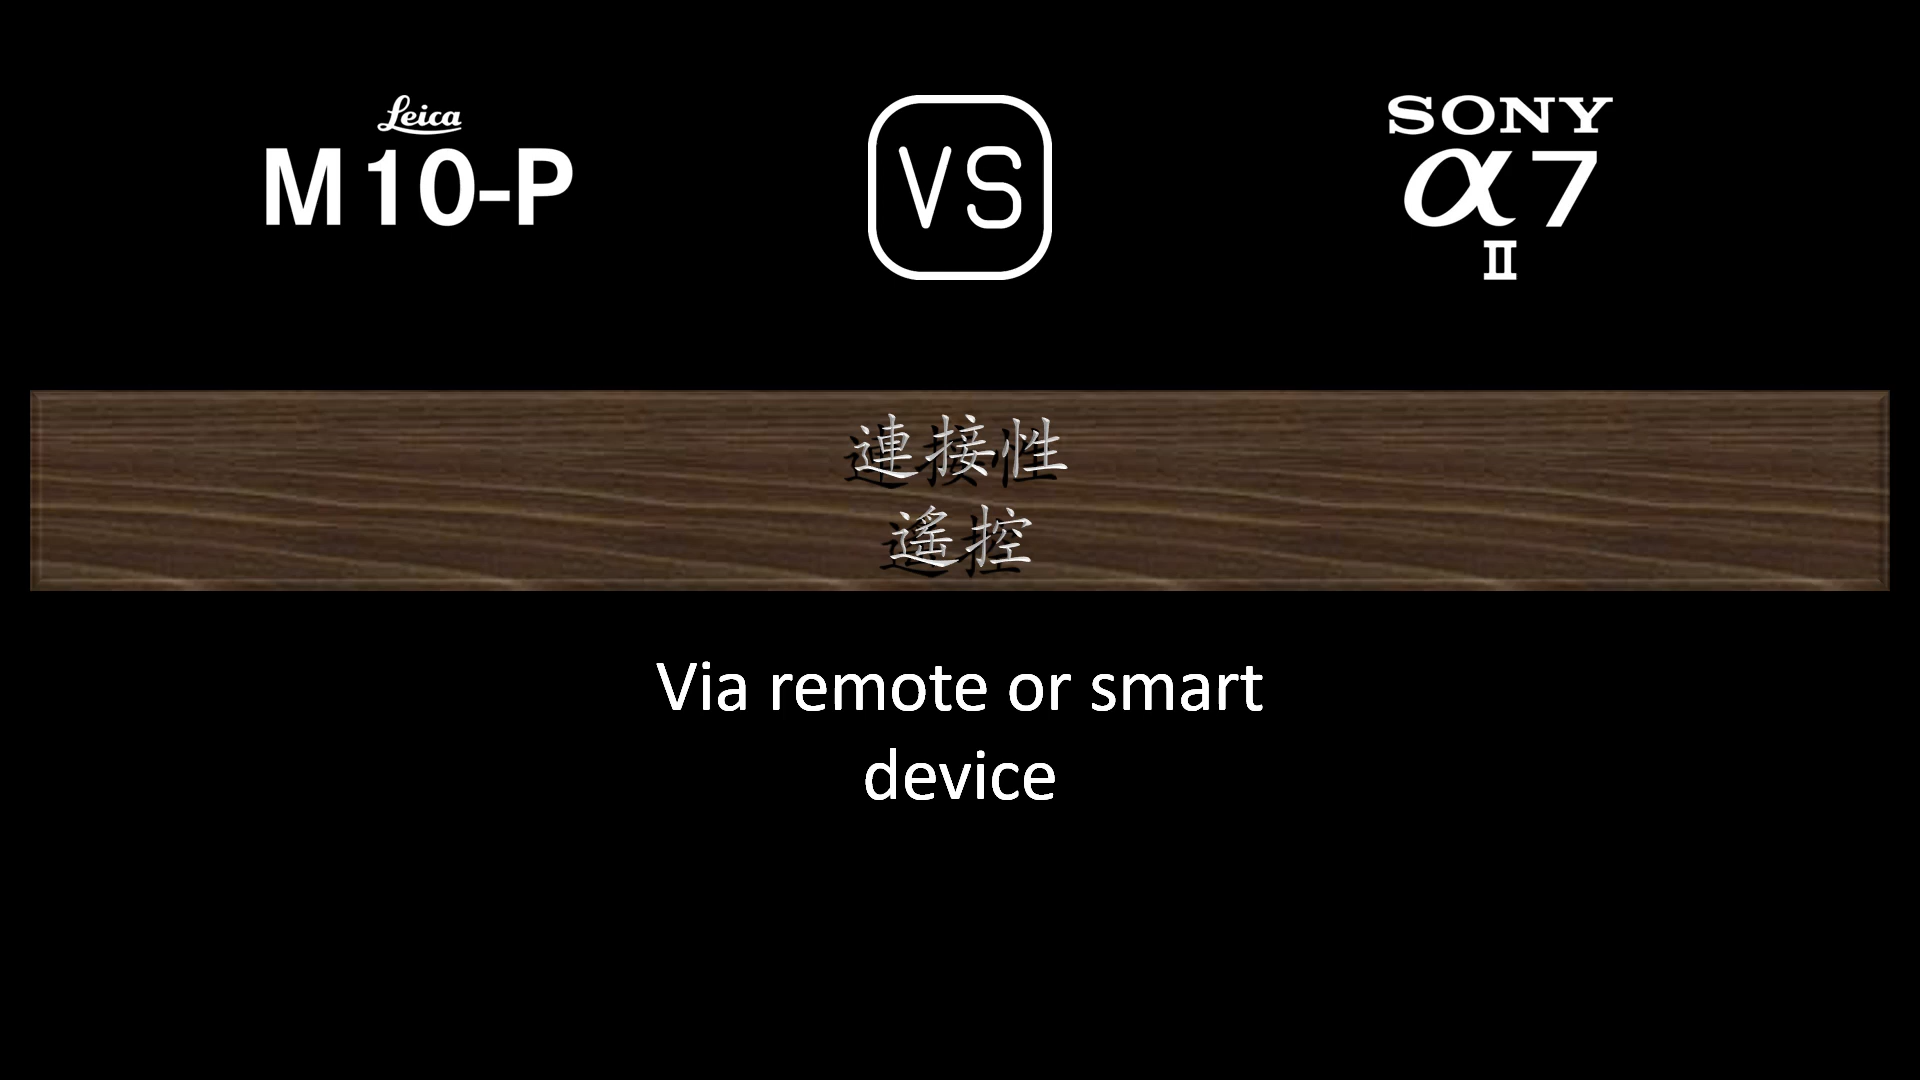 Leica
M10-P
VS
SONY
α7
II
連接性
遙控
Via remote or smart
device